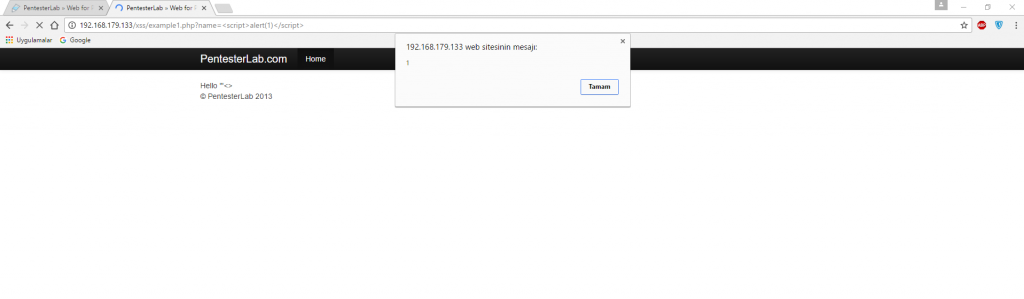 PentesterLab » Web for P
PentesterLab » Web for P
192.168.179.133/xss/example1.php?name=<script>alert(1)</script>
Uygulamalar
Google
192.168.179.133 web sitesinin mesajı:
1
Tamam
PentesterLab.com
Home
Hello '"<>
© PentesterLab 2013